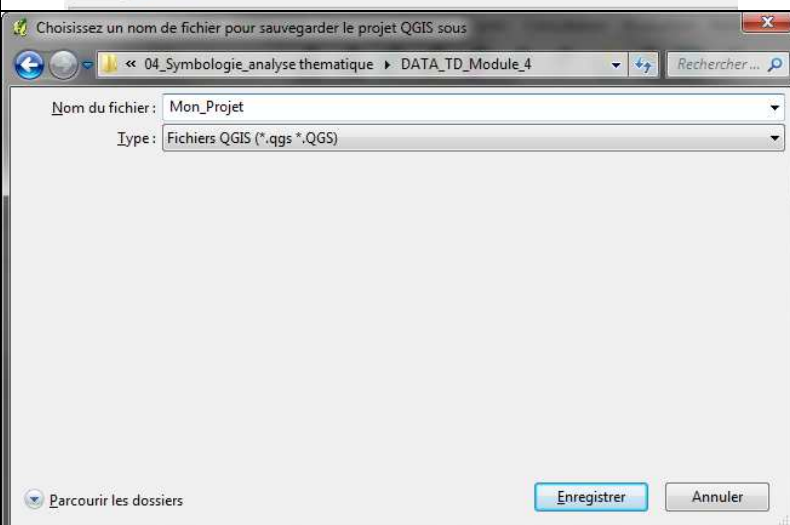 Choisissez un nom de fichier pour sauvegarder le projet QGIS sous
« 04_Symbologie_analyse thematique DATA_TD_Module_4 Rechercher ...
Nom du fichier : Mon_Projet
Type : Fichiers QGIS (*.qgs *.QGS)
Parcourir les dossiers Enregistrer Annuler